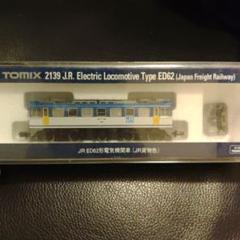 TOMIX 2139 J.R. Electric Locomotive Type ED62 (Japan Freight Railway)
JR ED62形電気機関車 (JR貨物色)